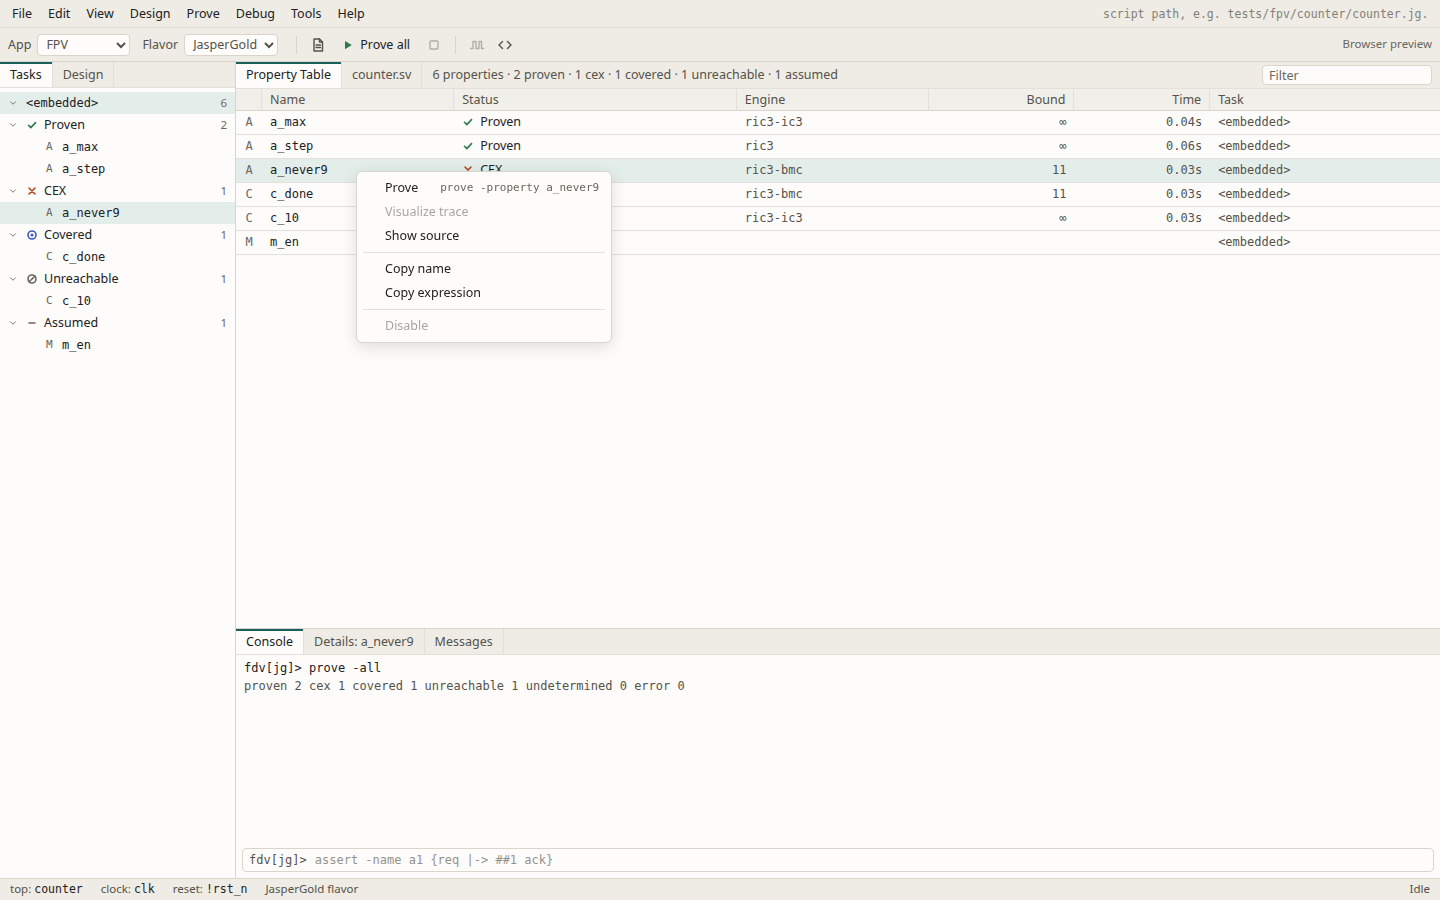 File Edit View Design Prove Debug Tools Help script path, e.g. tests/fpv/counter/counter.jg.
App FPV Flavor JasperGold Prove all Browser preview
Tasks Design Property Table counter.sv 6 properties · 2 proven · 1 cex · 1 covered · 1 unreachable · 1 assumed Filter
<embedded> 6
Proven 2
A a_max
A a_step
CEX 1
A a_never9
Covered 1
C c_done
Unreachable 1
C c_10
Assumed 1
M m_en
Name Status Engine Bound Time Task
A a_max Proven ric3-ic3 ∞ 0.04s <embedded>
A a_step Proven ric3 ∞ 0.06s <embedded>
A a_never9 CEX ric3-bmc 11 0.03s <embedded>
C c_done ric3-bmc 11 0.03s <embedded>
C c_10 ric3-ic3 ∞ 0.03s <embedded>
M m_en <embedded>
Prove prove -property a_never9
Visualize trace
Show source
Copy name
Copy expression
Disable
Console Details: a_never9 Messages
fdv[jg]> prove -all
proven 2 cex 1 covered 1 unreachable 1 undetermined 0 error 0
fdv[jg]> assert -name a1 {req |-> ##1 ack}
top: counter clock: clk reset: !rst_n JasperGold flavor Idle